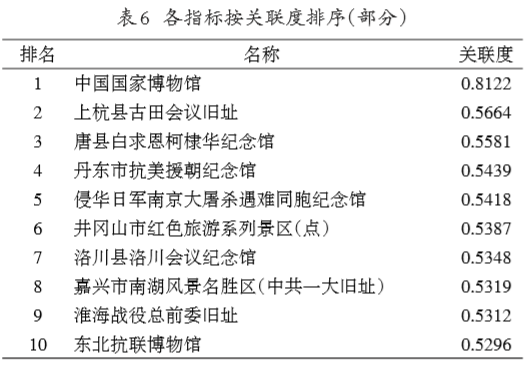 表6 各指标按关联度排序(部分)
排名 名称 关联度
1 中国国家博物馆 0.8122
2 上杭县古田会议旧址 0.5664
3 唐县白求恩柯棣华纪念馆 0.5581
4 丹东市抗美援朝纪念馆 0.5439
5 侵华日军南京大屠杀遇难同胞纪念馆 0.5418
6 井冈山市红色旅游系列景区(点) 0.5387
7 洛川县洛川会议纪念馆 0.5348
8 嘉兴市南湖风景名胜区(中共一大旧址) 0.5319
9 淮海战役总前委旧址 0.5312
10 东北抗联博物馆 0.5296